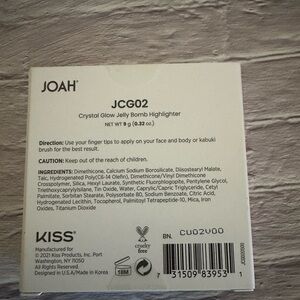 JOAH
JCG02
Crystal Glow Jelly Bomb Highlighter
NET WT 9 g (0.32 oz.)
Direction: Use your finger tips to apply on your face and body or kabuki
brush for the best result.
CAUTION: Keep out of the reach of children.
INGREDIENTS: Dimethicone, Calcium Sodium Borosilicate, Diisostearyl Malate,
Talc, Hydrogenated Poly(C6-14 Olefin), Dimethicone/Vinyl Dimethicone
Crosspolymer, Silica, Hexyl Laurate, Synthetic Fluorphlogopite, Pentylene Glycol,
Triethoxycaprylylsilane, Tin Oxide, Water, Caprylic/Capric Triglyceride, Cetyl
Palmitate, Sorbitan Stearate, Polysorbate 80, Sodium Benzoate, Citric Acid,
Hydrogenated Lecithin, Tocopherol, Palmitoyl Tetrapeptide-10, Mica, Iron
Oxides, Titanium Dioxide
KISS
Manufactured for
© 2021 Kiss Products, Inc. Port
Washington, NY 11050
All Rights Reserved
Designed in U.S.A./Made in Korea
cruelty
free
18M
BN. CU02V00
7 31509 83953 1